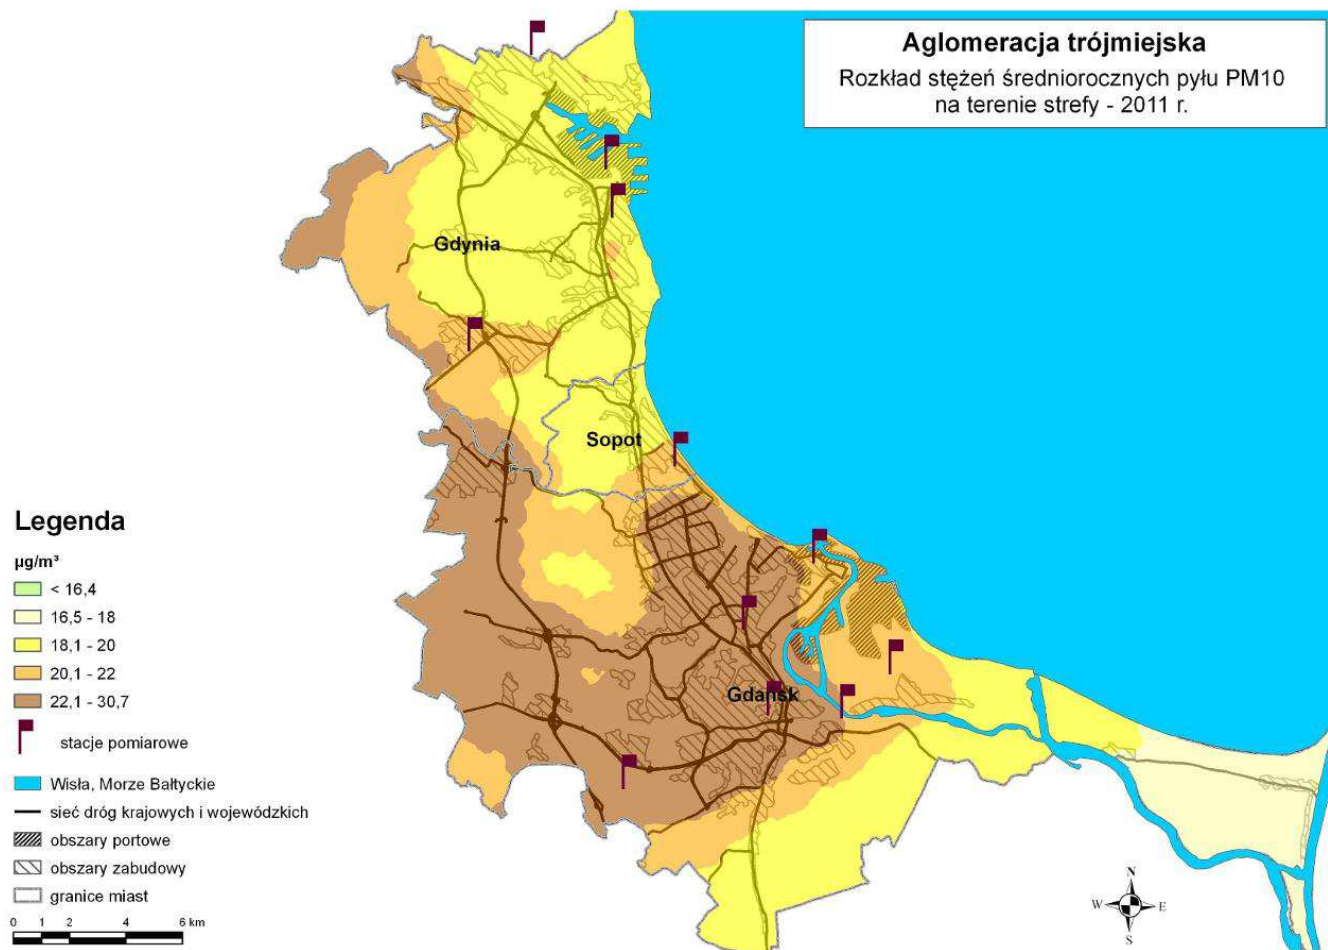 Aglomeracja trójmiejska
Rozkład stężeń średniorocznych pyłu PM10
na terenie strefy - 2011 r.
Gdynia
Sopot
Gdańsk
Legenda
µg/m³
< 16,4
16,5 - 18
18,1 - 20
20,1 - 22
22,1 - 30,7
stacje pomiarowe
Wisła, Morze Bałtyckie
sieć dróg krajowych i wojewódzkich
obszary portowe
obszary zabudowy
granice miast
0 1 2 4 6 km
N
W E
S